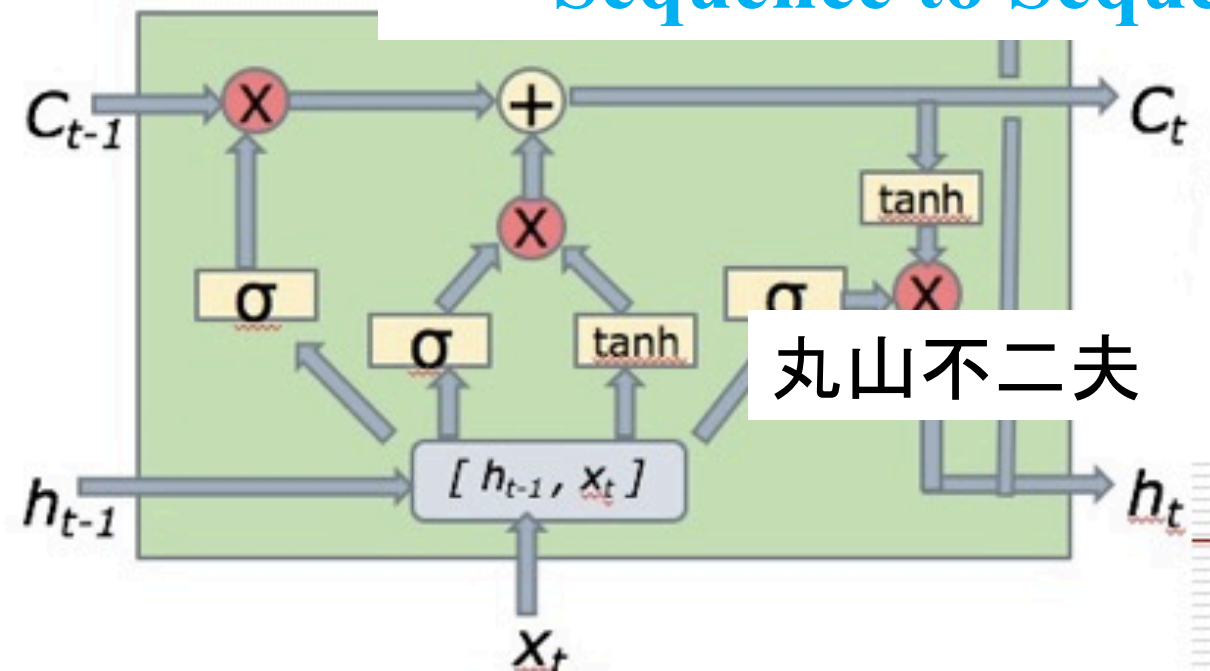 Sequence to
C_{t-1}
X
+
C_t
tanh
X
σ
σ
X
σ
tanh
丸山不二夫
[ h_{t-1}, x_t ]
h_{t-1}
h_t
x_t